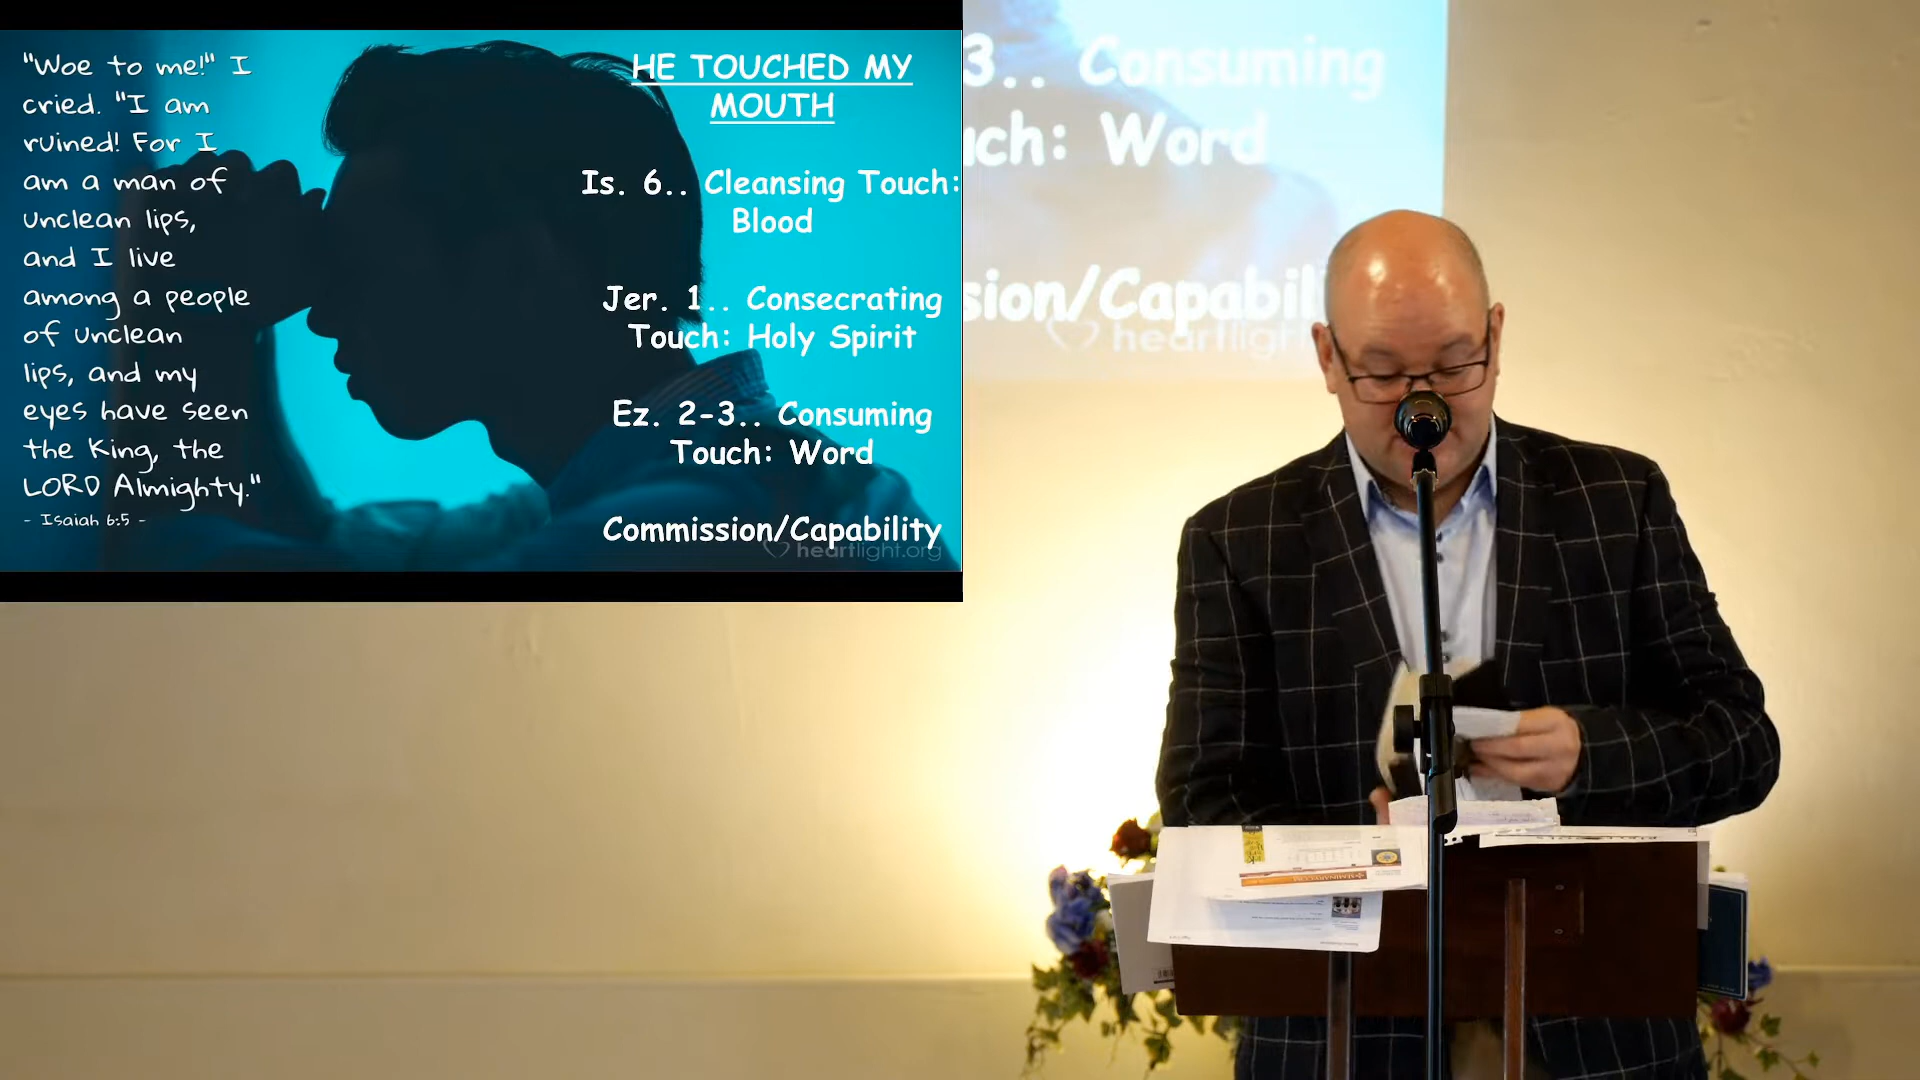 "Woe to me!" I
cried. "I am
ruined! For I
am a man of
unclean lips,
and I live
among a people
of unclean
lips, and my
eyes have seen
the King, the
LORD Almighty."
- Isaiah 6:5 -
HE TOUCHED MY
MOUTH
Is. 6.. Cleansing Touch:
Blood
Jer. 1.. Consecrating
Touch: Holy Spirit
Ez. 2-3.. Consuming
Touch: Word
Commission/Capability
heartlight.org
3.. Consuming
uch: Word
sion/Capabili
heartligh